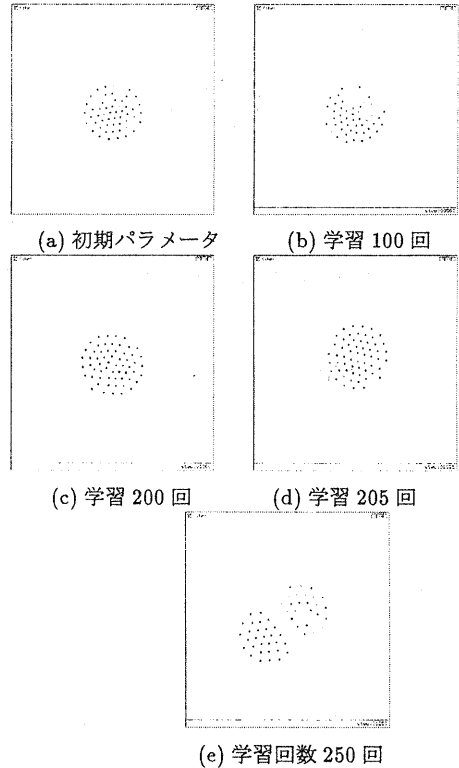 (a) 初期パラメータ
(b) 学習 100 回
(c) 学習 200 回
(d) 学習 205 回
(e) 学習回数 250 回